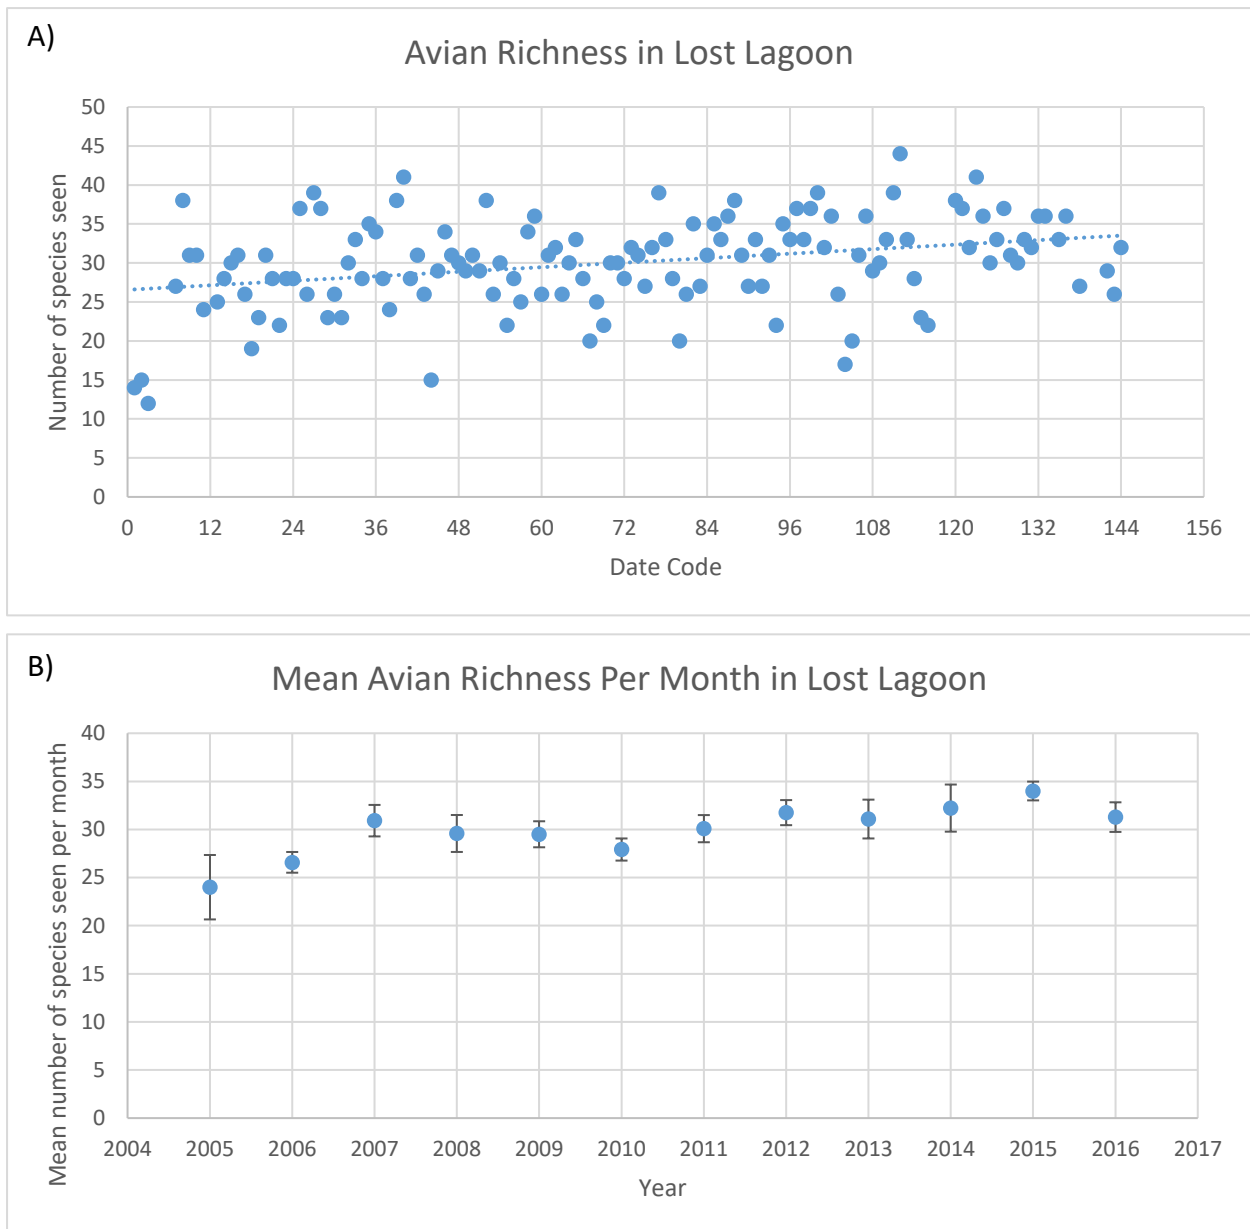 A)
Avian Richness in Lost Lagoon
Number of species seen
50
45
40
35
30
25
20
15
10
5
0
0 12 24 36 48 60 72 84 96 108 120 132 144 156
Date Code
B)
Mean Avian Richness Per Month in Lost Lagoon
Mean number of species seen per month
40
35
30
25
20
15
10
5
0
2004 2005 2006 2007 2008 2009 2010 2011 2012 2013 2014 2015 2016 2017
Year